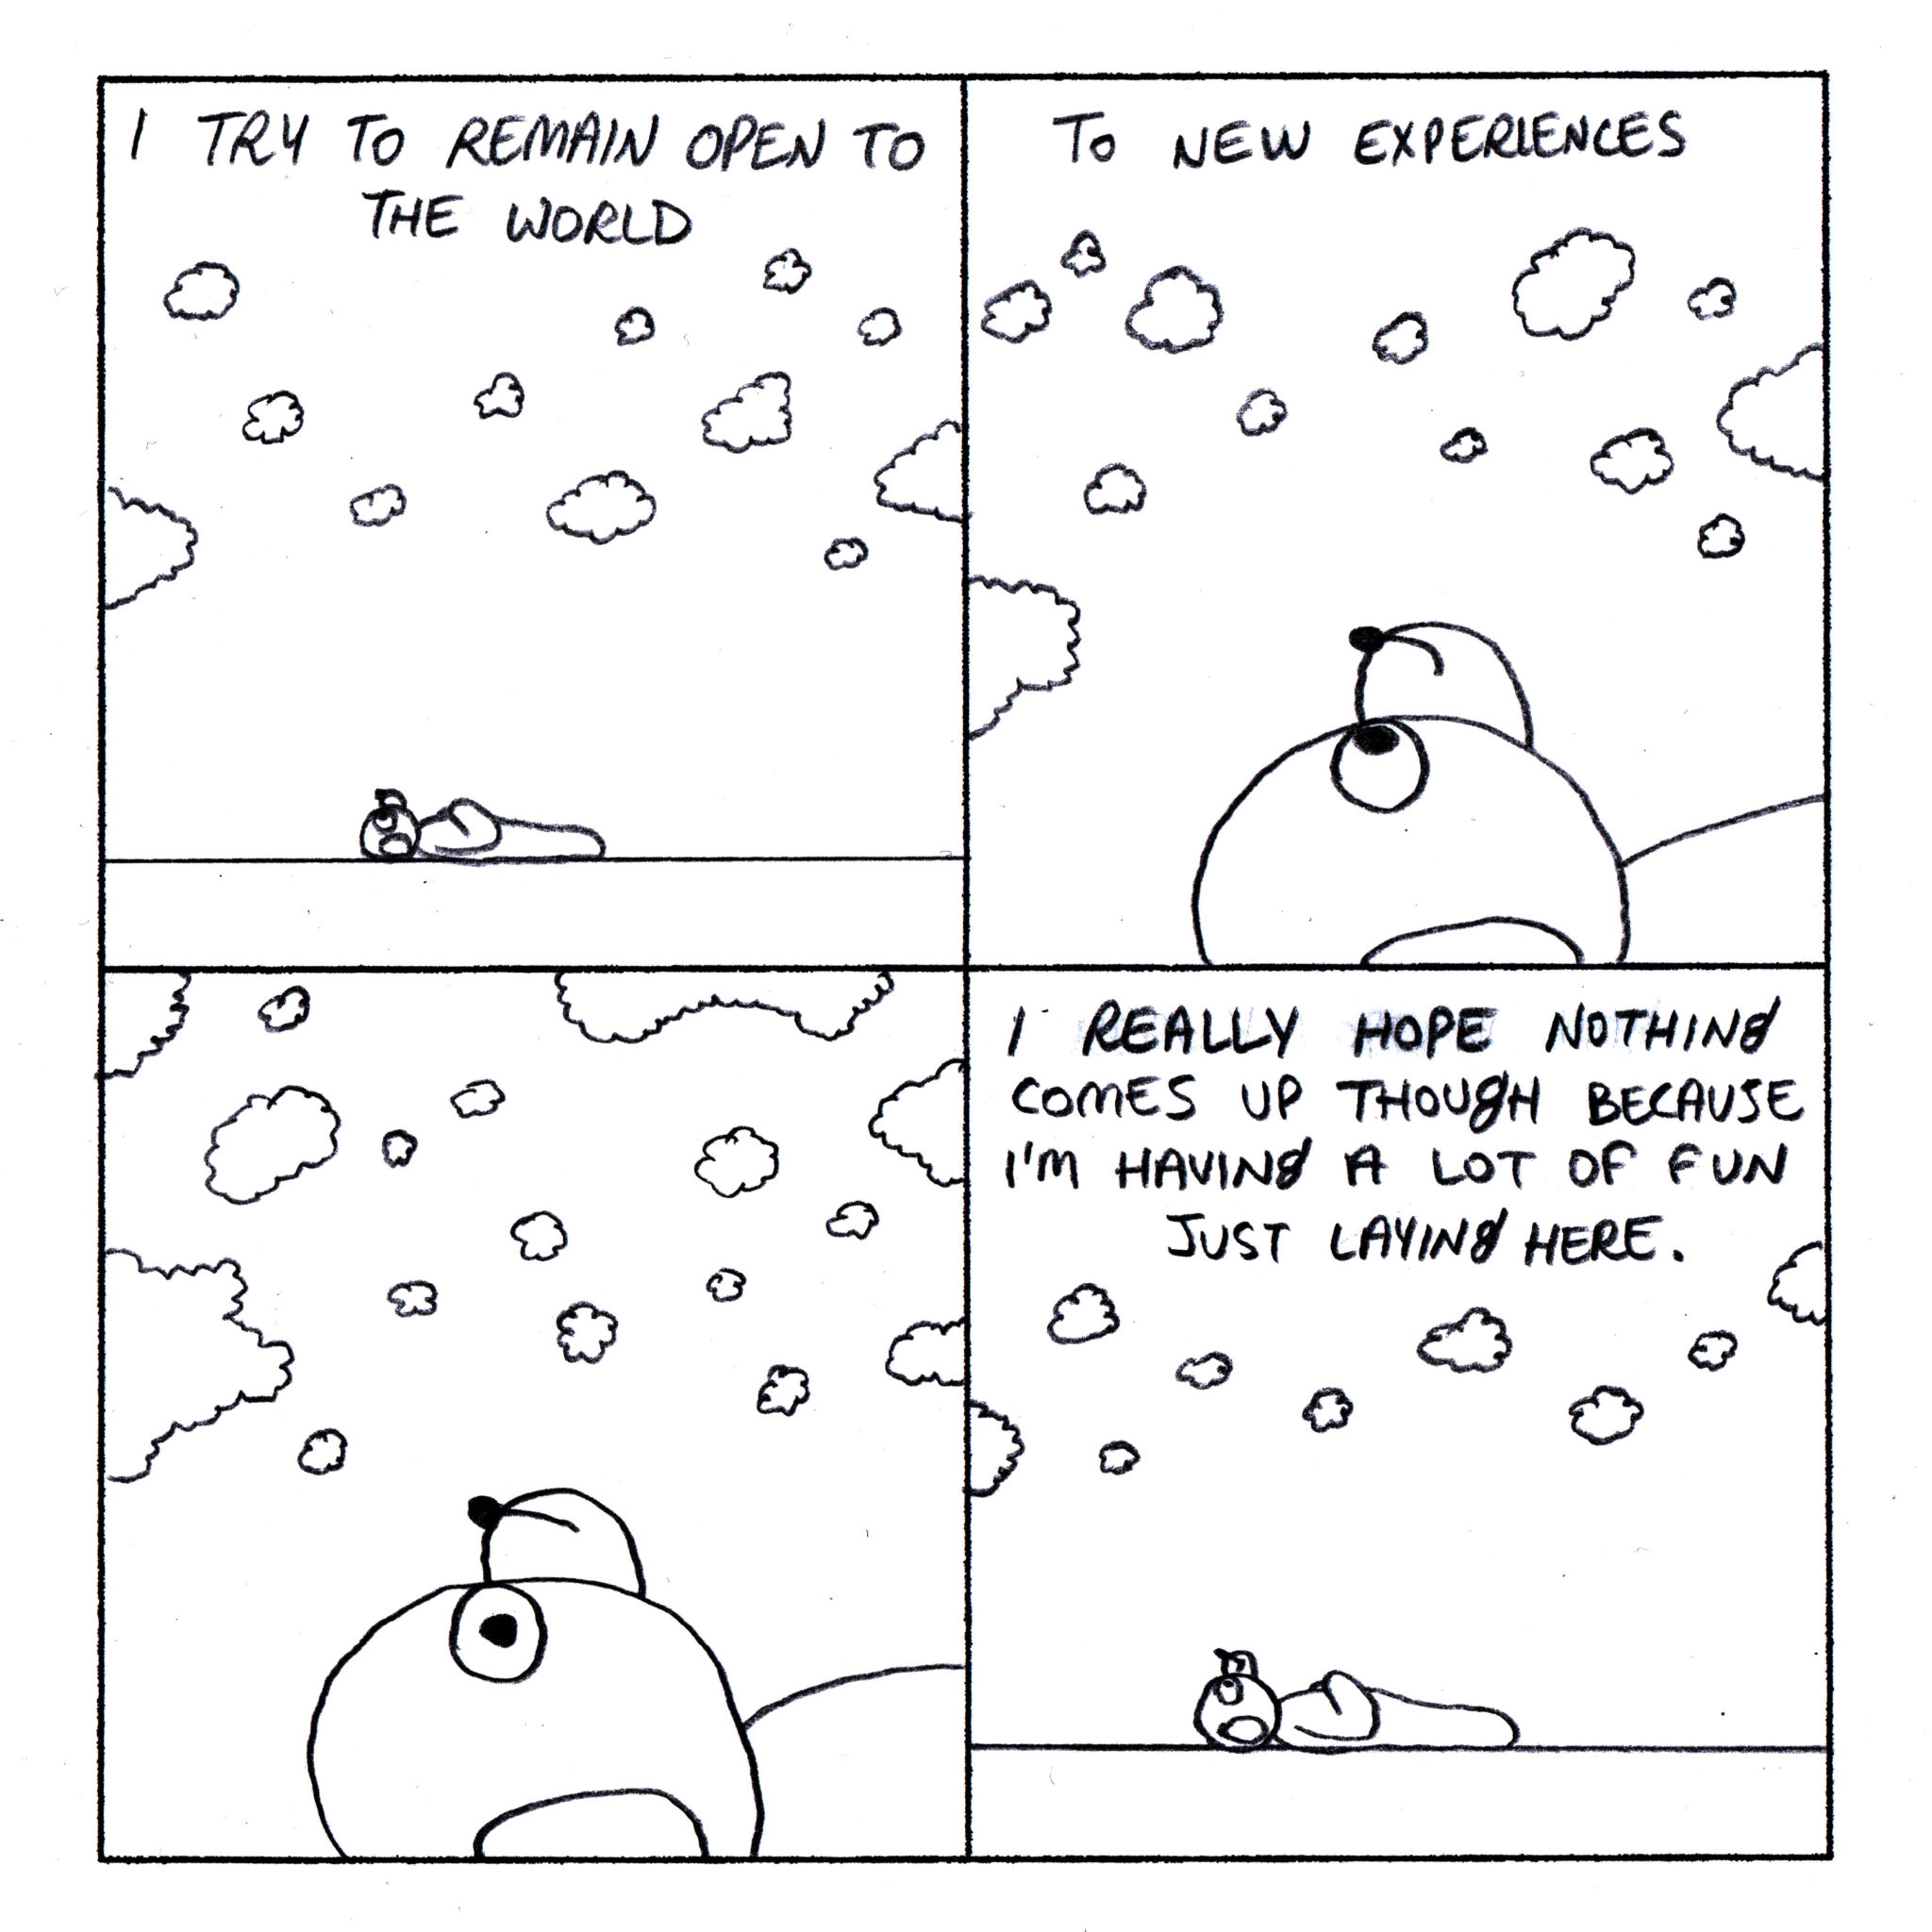 I TRY TO REMAIN OPEN TO
THE WORLD
TO NEW EXPERIENCES
I REALLY HOPE NOTHING
COMES UP THOUGH BECAUSE
I'M HAVING A LOT OF FUN
JUST LAYING HERE.